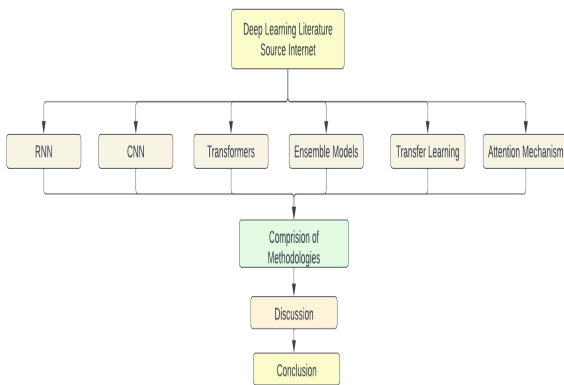 Deep Learning Literature
Source Internet
RNN
CNN
Transformers
Ensemble Models
Transfer Learning
Attention Mechanism
Comprision of
Methodologies
Discussion
Conclusion